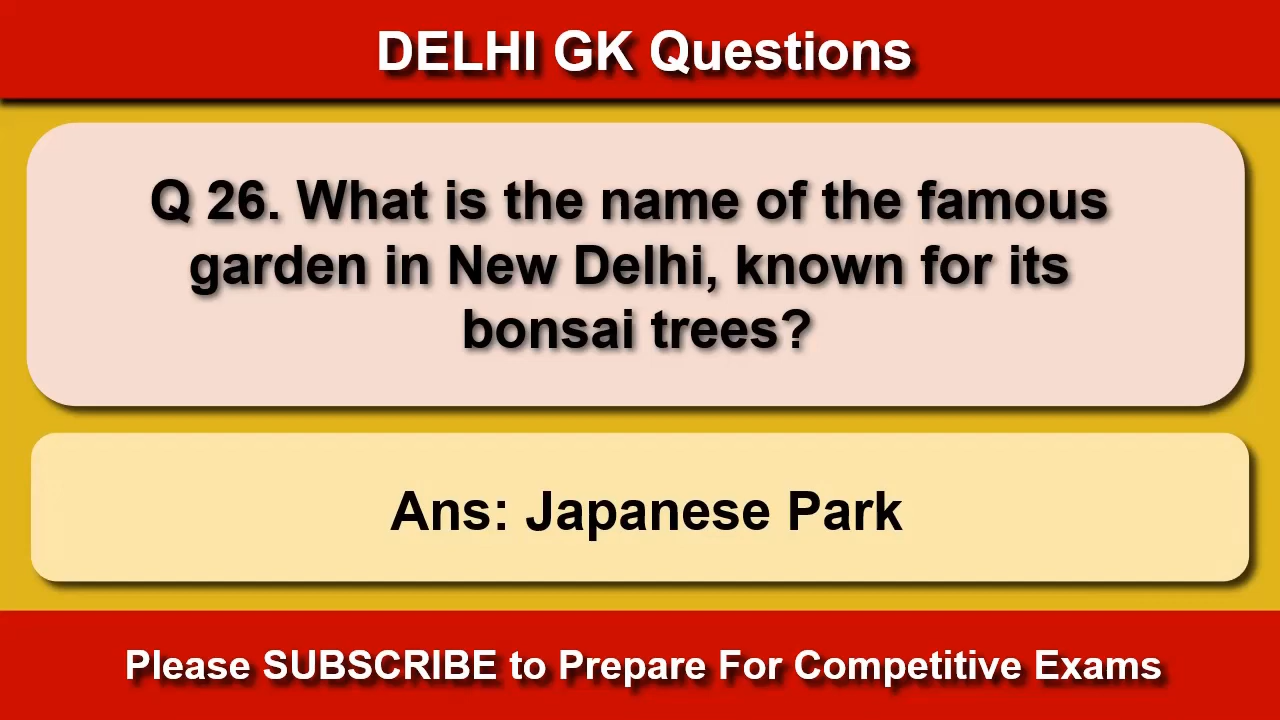 DELHI GK Questions
Q 26. What is the name of the famous
garden in New Delhi, known for its
bonsai trees?
Ans: Japanese Park
Please SUBSCRIBE to Prepare For Competitive Exams